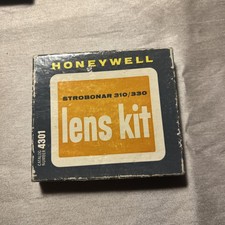 HONEYWELL
STROBONAR 310/330
lens kit
CATALOG
NUMBER 4301